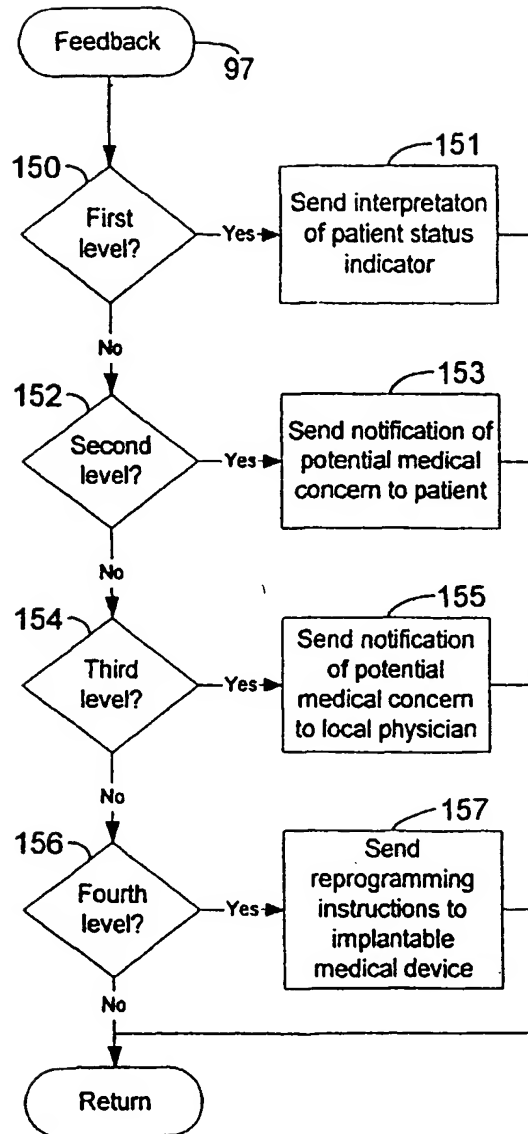 Feedback
97
150
151
First
level?
Yes
Send interpretaton
of patient status
indicator
No
152
153
Second
level?
Yes
Send notification of
potential medical
concern to patient
No
154
155
Third
level?
Yes
Send notification
of potential
medical concern
to local physician
No
156
157
Fourth
level?
Yes
Send
reprogramming
instructions to
implantable
medical device
No
Return